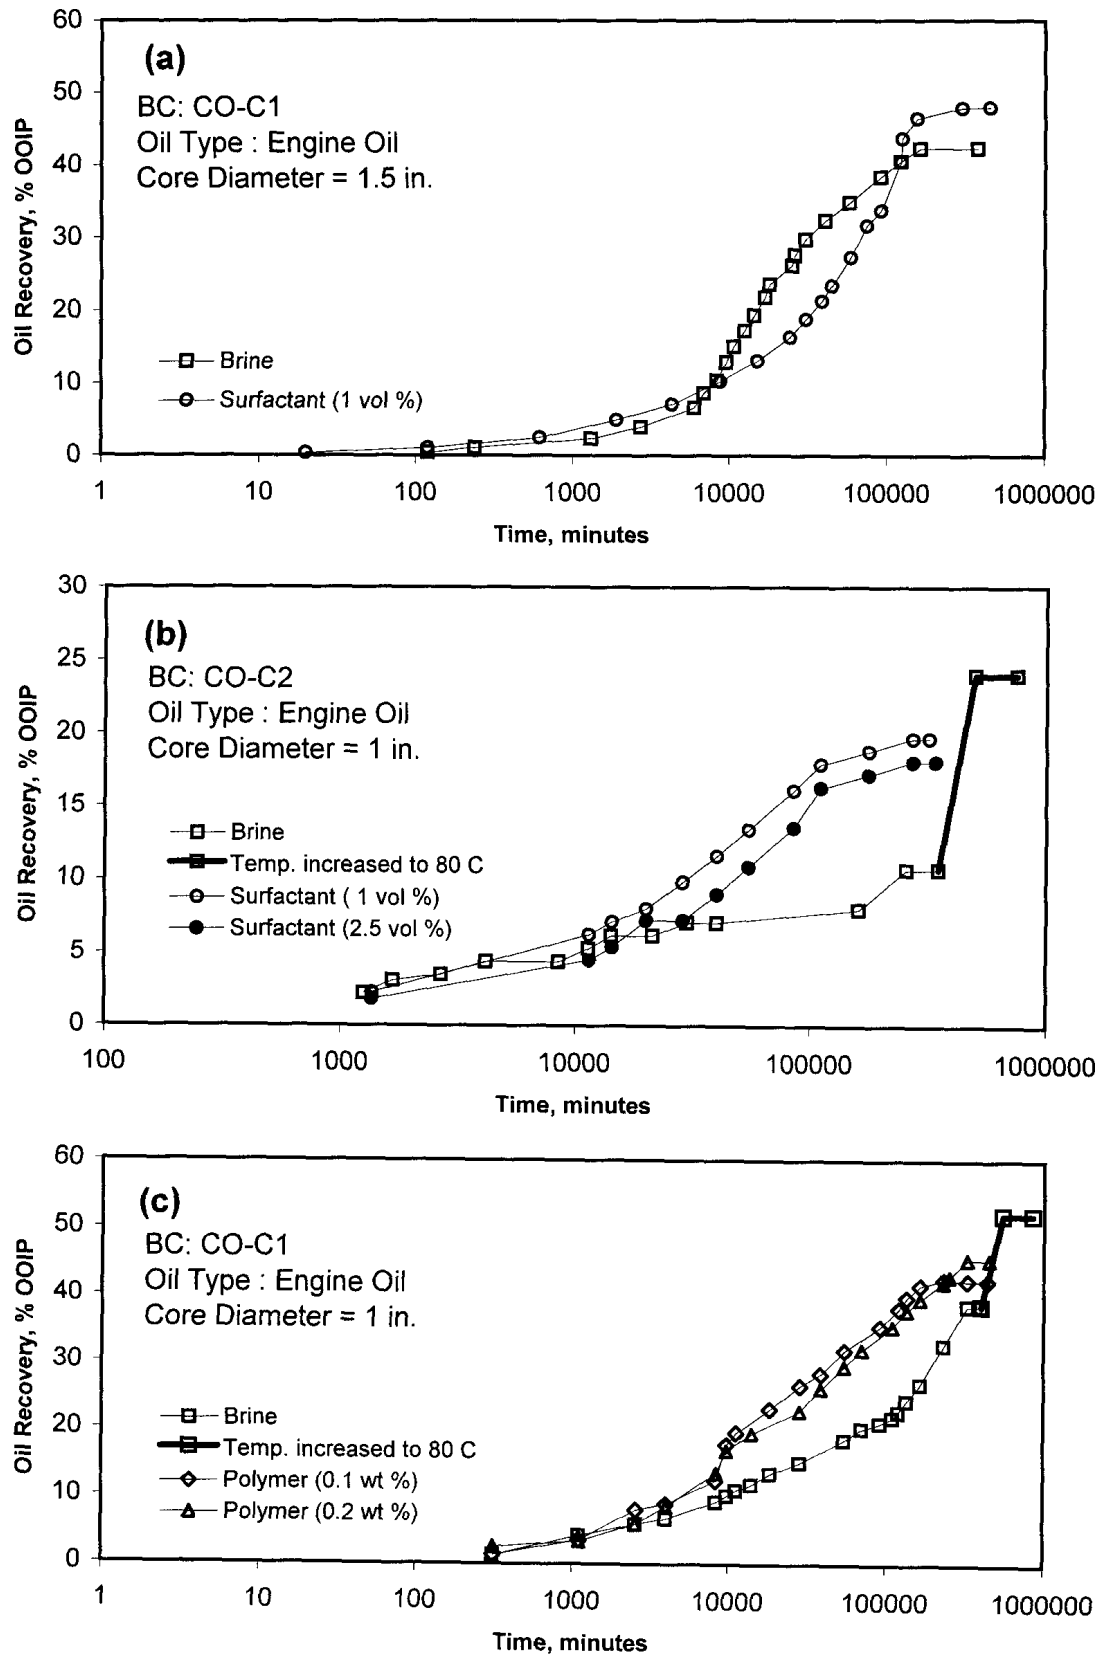 60
50
40
30
20
10
0
Oil Recovery, % OOIP
(a)
BC: CO-C1
Oil Type : Engine Oil
Core Diameter = 1.5 in.
Brine
Surfactant (1 vol %)
1 10 100 1000 10000 100000 1000000
Time, minutes
30
25
20
15
10
5
0
Oil Recovery, % OOIP
(b)
BC: CO-C2
Oil Type : Engine Oil
Core Diameter = 1 in.
Brine
Temp. increased to 80 C
Surfactant ( 1 vol %)
Surfactant (2.5 vol %)
100 1000 10000 100000 1000000
Time, minutes
60
50
40
30
20
10
0
Oil Recovery, % OOIP
(c)
BC: CO-C1
Oil Type : Engine Oil
Core Diameter = 1 in.
Brine
Temp. increased to 80 C
Polymer (0.1 wt %)
Polymer (0.2 wt %)
1 10 100 1000 10000 100000 1000000
Time, minutes